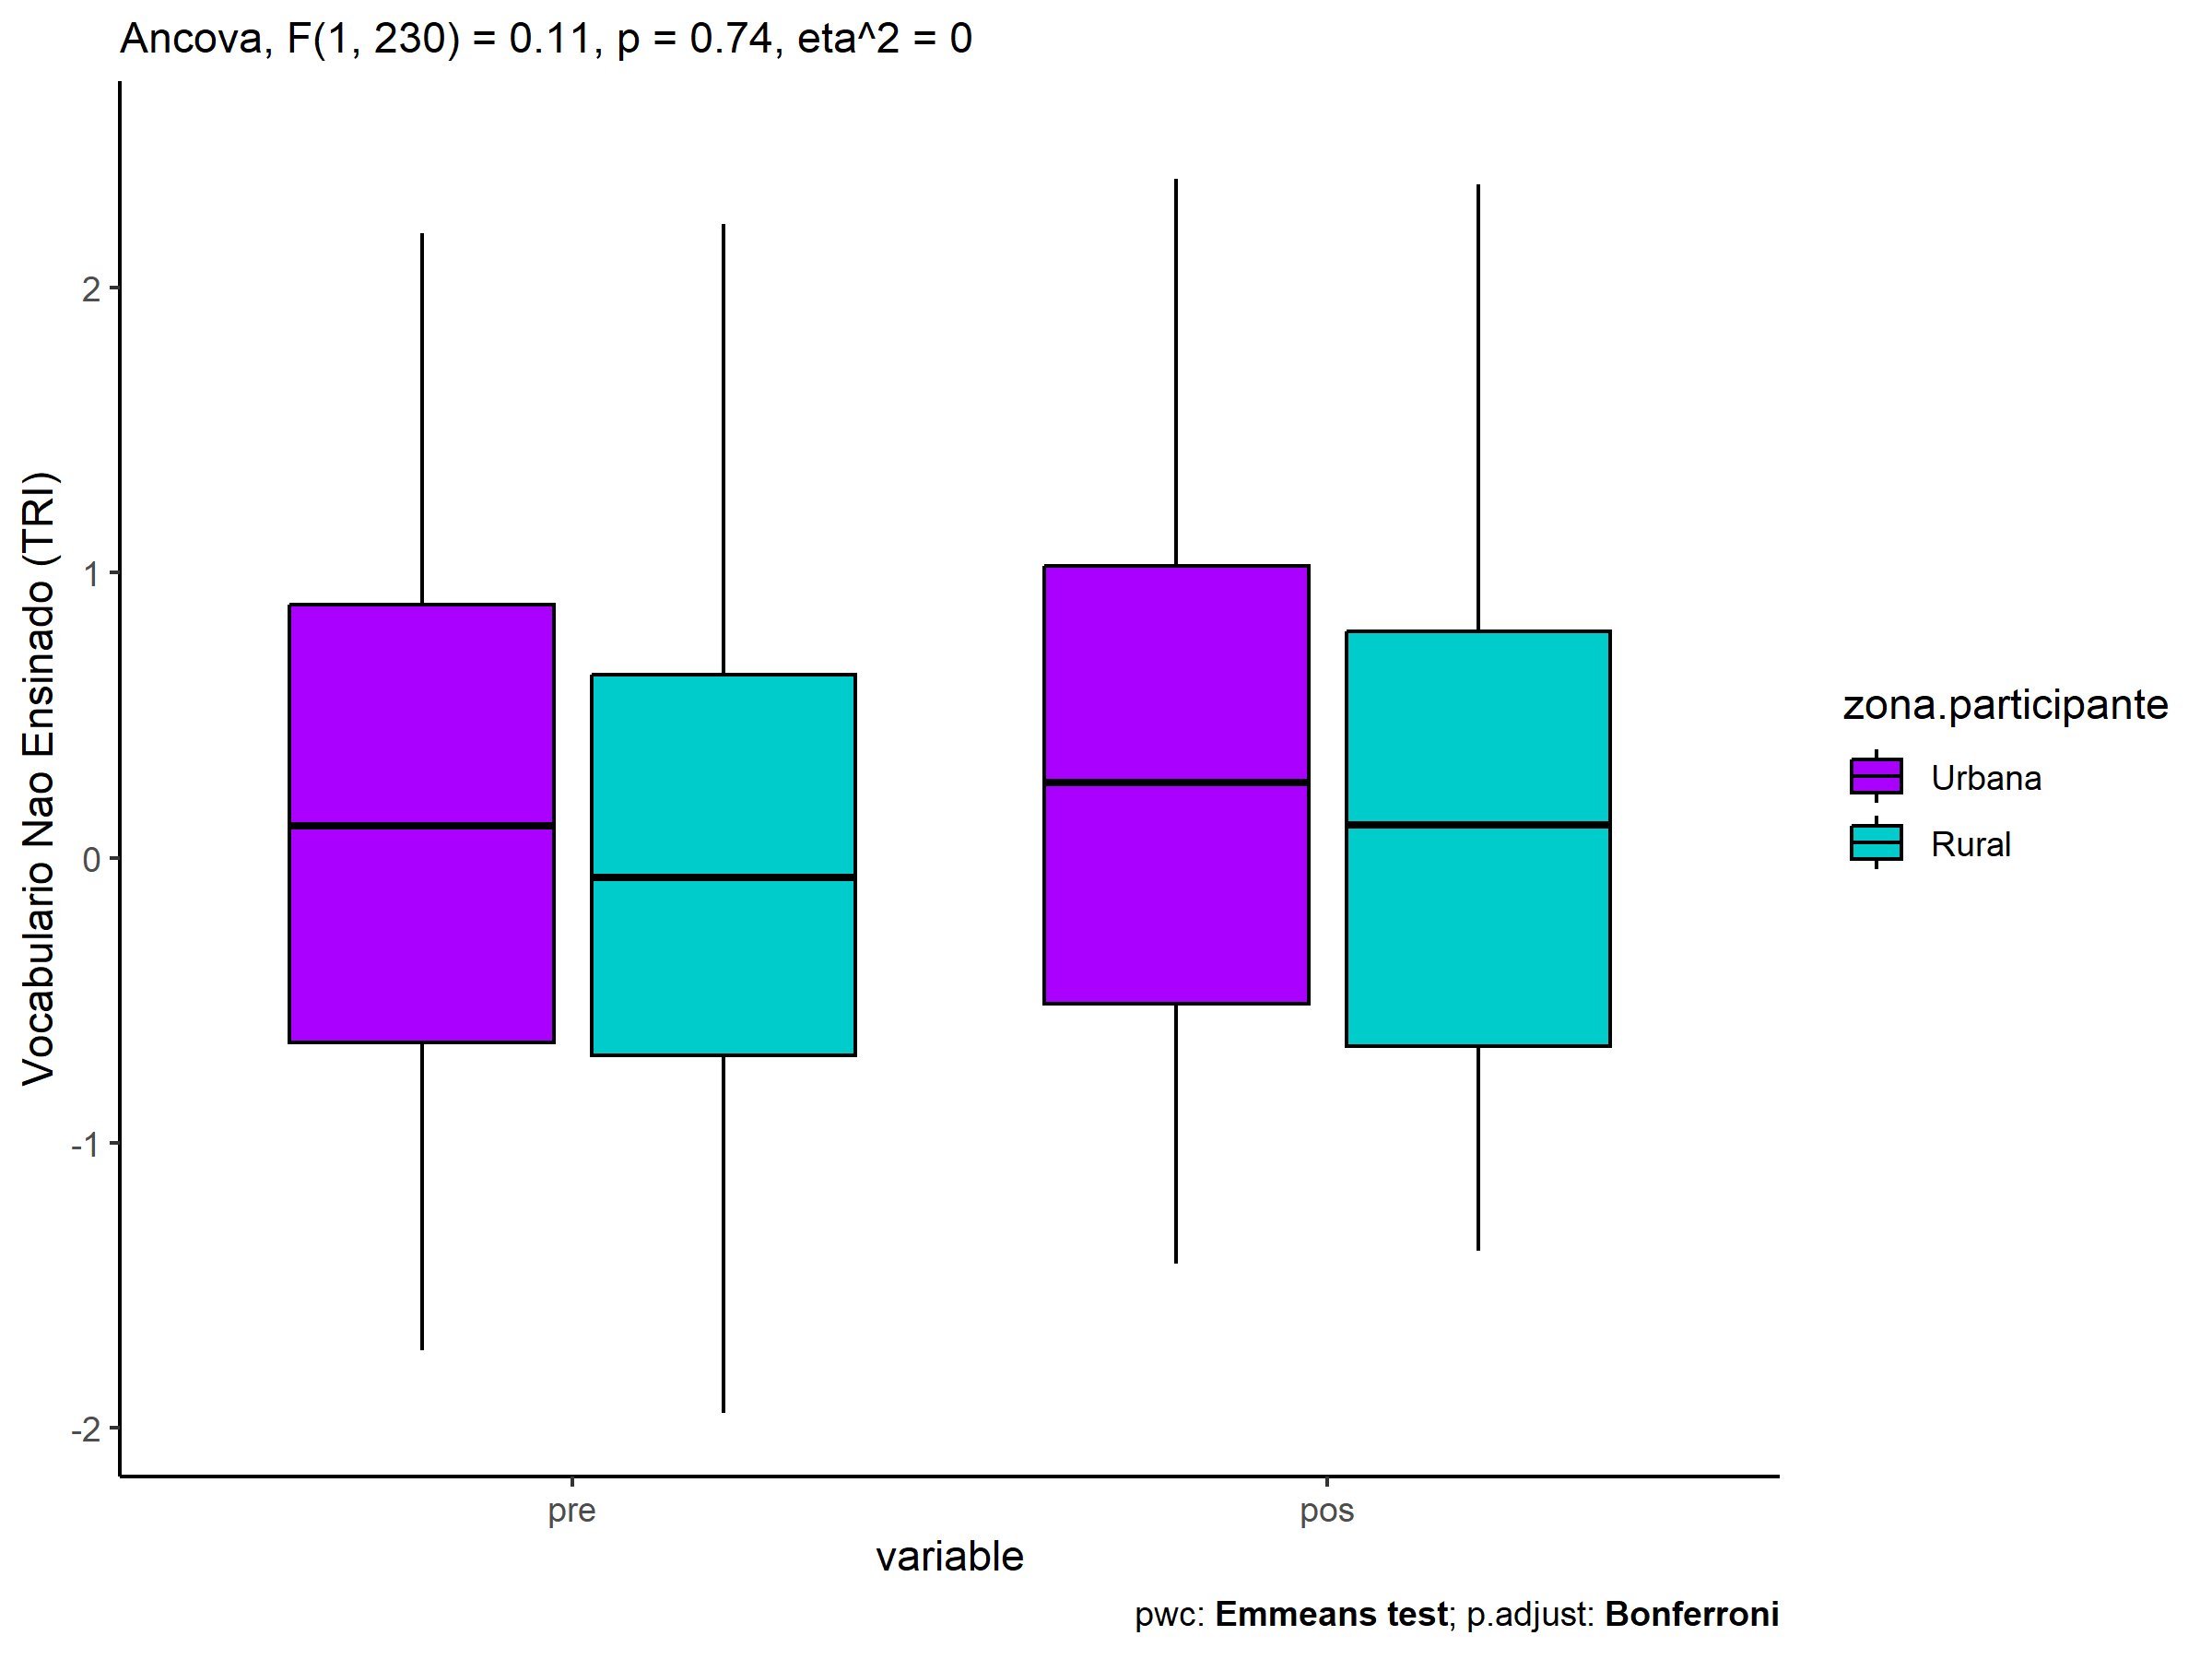 Ancova, F(1, 230) = 0.11, p = 0.74, eta^2 = 0
Vocabulario Nao Ensinado (TRI)
2
1
0
-1
-2
pre
pos
variable
zona.participante
Urbana
Rural
pwc: Emmeans test; p.adjust: Bonferroni